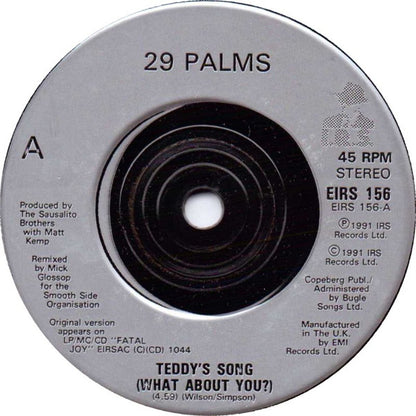 29 PALMS
I.R.S.
A
45 RPM
STEREO
EIRS 156
EIRS 156-A
Ⓟ 1991 IRS
Records Ltd.
© 1991 IRS
Records Ltd.
Copeberg Publ./
Administered
by Bugle
Songs Ltd.
Manufactured
in The U.K.
by EMI
Records Ltd.
Produced by
The Sausalito
Brothers
with Matt
Kemp
Remixed
by Mick
Glossop
for the
Smooth Side
Organisation
Original version
appears on
LP/MC/CD "FATAL
JOY" EIRSAC (C)(CD) 1044
TEDDY'S SONG
(WHAT ABOUT YOU?)
(4.59) (Wilson/Simpson)